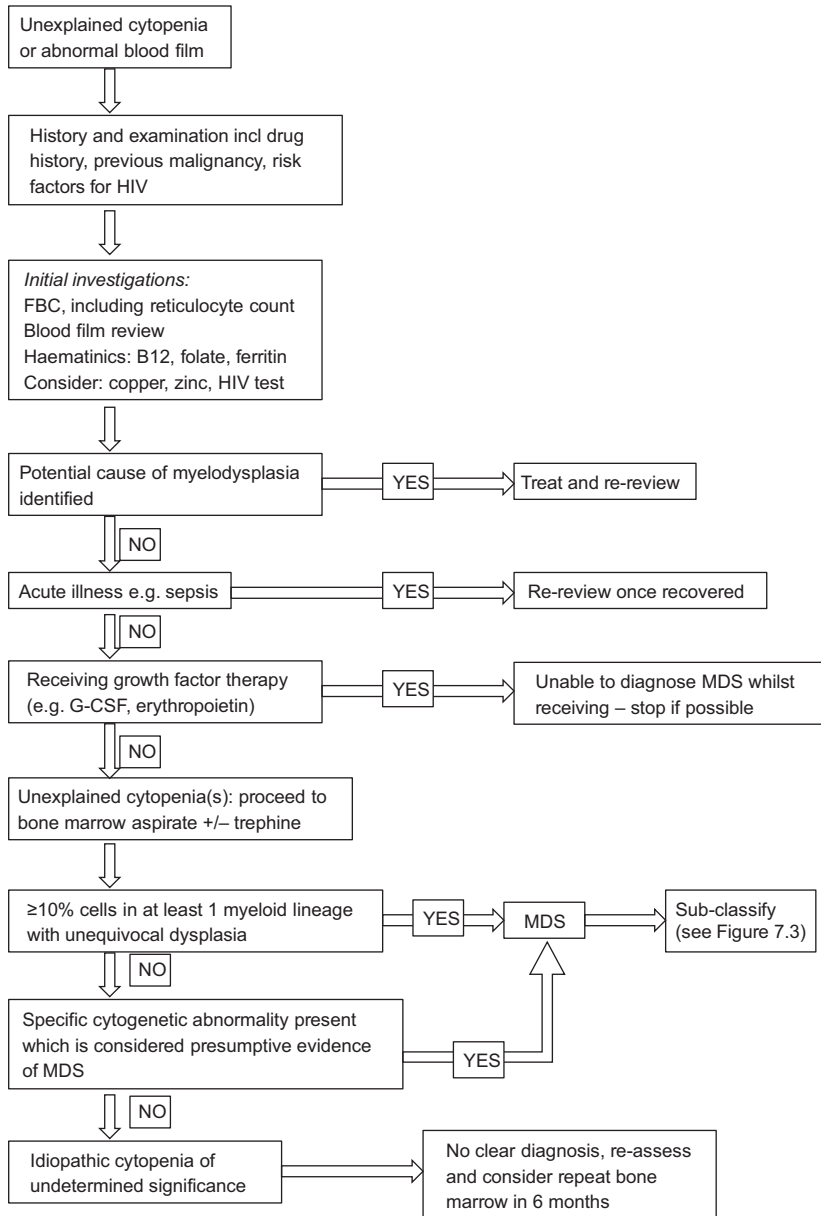 Unexplained cytopenia
or abnormal blood film
History and examination incl drug
history, previous malignancy, risk
factors for HIV
Initial investigations:
FBC, including reticulocyte count
Blood film review
Haematinics: B12, folate, ferritin
Consider: copper, zinc, HIV test
Potential cause of myelodysplasia
identified
YES
Treat and re-review
NO
Acute illness e.g. sepsis
YES
Re-review once recovered
NO
Receiving growth factor therapy
(e.g. G-CSF, erythropoietin)
YES
Unable to diagnose MDS whilst
receiving – stop if possible
NO
Unexplained cytopenia(s): proceed to
bone marrow aspirate +/– trephine
≥10% cells in at least 1 myeloid lineage
with unequivocal dysplasia
YES
MDS
Sub-classify
(see Figure 7.3)
NO
Specific cytogenetic abnormality present
which is considered presumptive evidence
of MDS
YES
NO
Idiopathic cytopenia of
undetermined significance
No clear diagnosis, re-assess
and consider repeat bone
marrow in 6 months